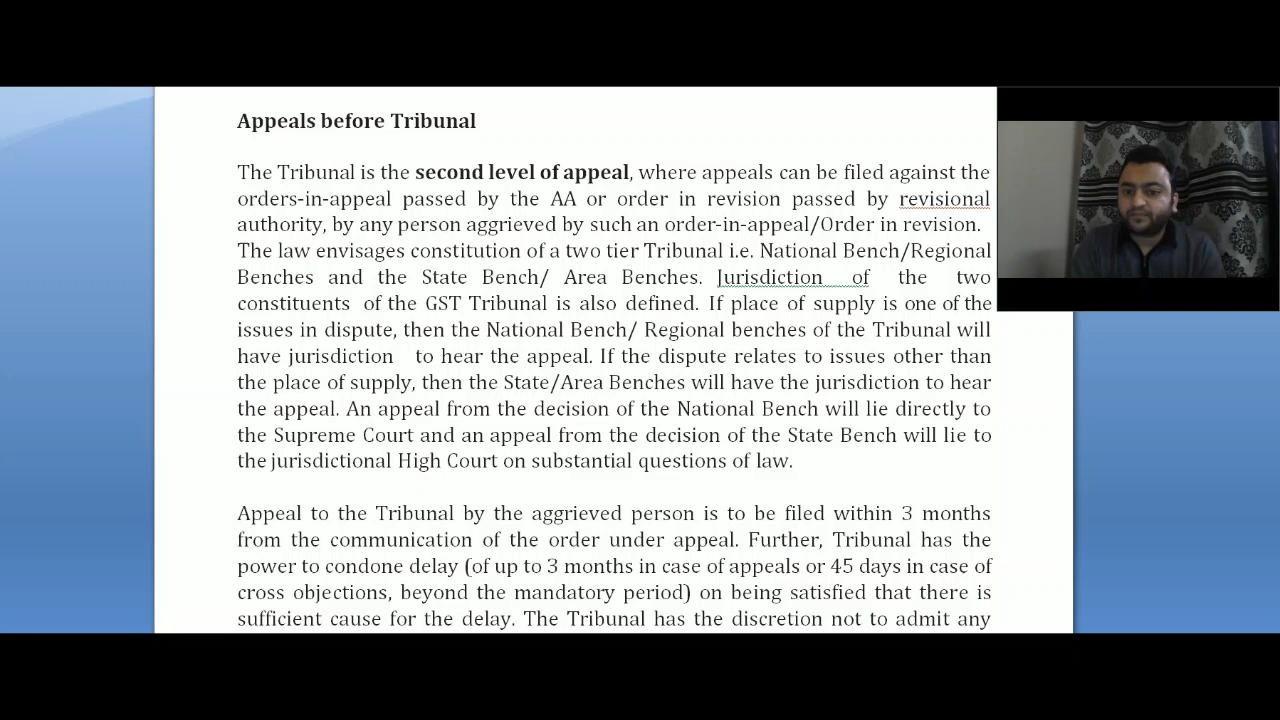 Appeals before Tribunal
The Tribunal is the second level of appeal, where appeals can be filed against the
orders-in-appeal passed by the AA or order in revision passed by revisional
authority, by any person aggrieved by such an order-in-appeal/Order in revision.
The law envisages constitution of a two tier Tribunal i.e. National Bench/Regional
Benches and the State Bench/ Area Benches. Jurisdiction of the two
constituents of the GST Tribunal is also defined. If place of supply is one of the
issues in dispute, then the National Bench/ Regional benches of the Tribunal will
have jurisdiction to hear the appeal. If the dispute relates to issues other than
the place of supply, then the State/Area Benches will have the jurisdiction to hear
the appeal. An appeal from the decision of the National Bench will lie directly to
the Supreme Court and an appeal from the decision of the State Bench will lie to
the jurisdictional High Court on substantial questions of law.
Appeal to the Tribunal by the aggrieved person is to be filed within 3 months
from the communication of the order under appeal. Further, Tribunal has the
power to condone delay (of up to 3 months in case of appeals or 45 days in case of
cross objections, beyond the mandatory period) on being satisfied that there is
sufficient cause for the delay. The Tribunal has the discretion not to admit any